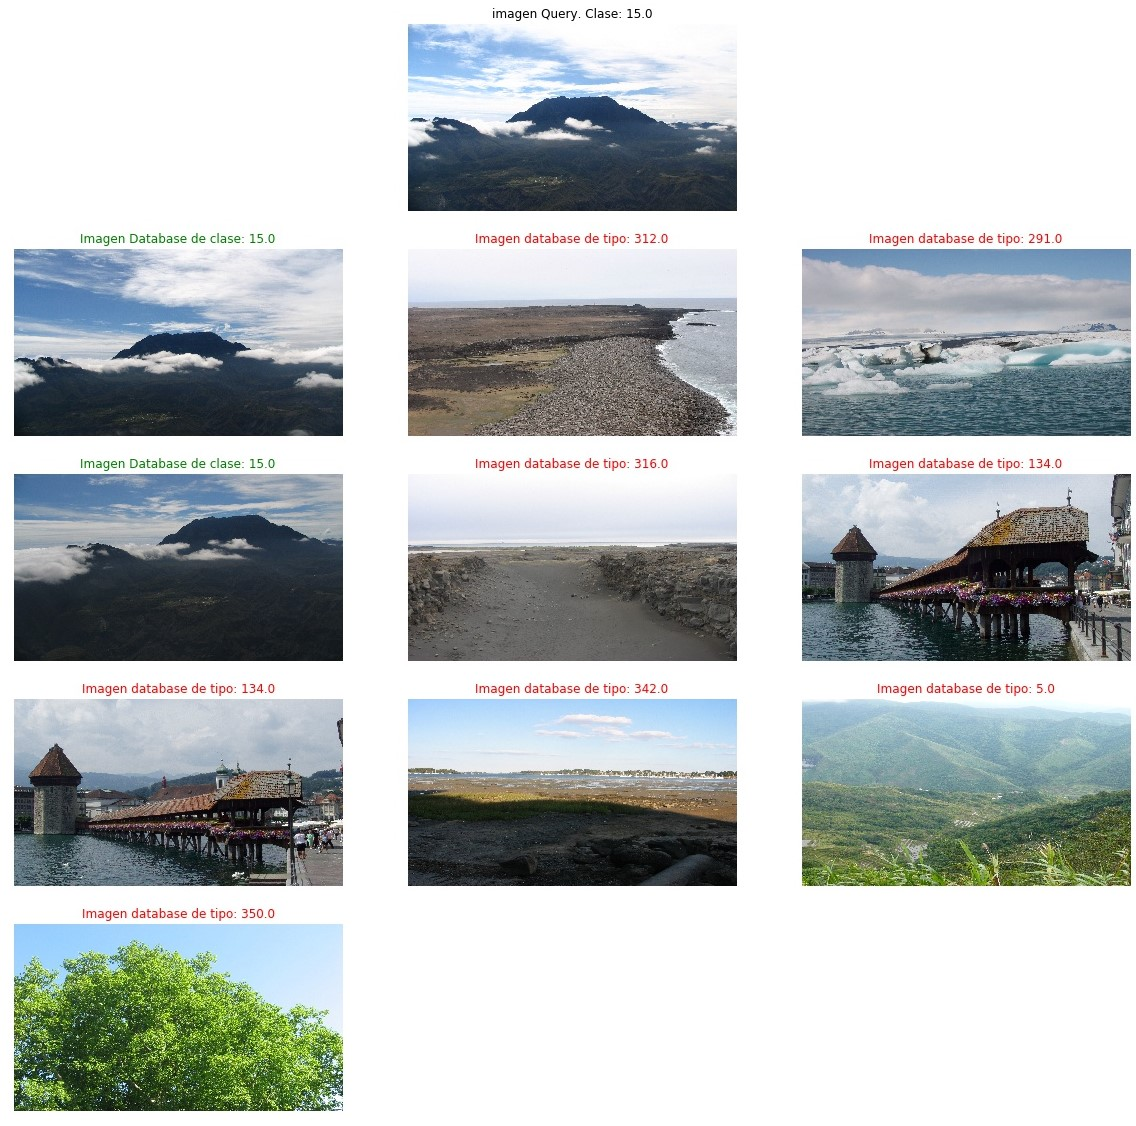 imagen Query. Clase: 15.0
Imagen Database de clase: 15.0
Imagen database de tipo: 312.0
Imagen database de tipo: 291.0
Imagen Database de clase: 15.0
Imagen database de tipo: 316.0
Imagen database de tipo: 134.0
Imagen database de tipo: 134.0
Imagen database de tipo: 342.0
Imagen database de tipo: 5.0
Imagen database de tipo: 350.0